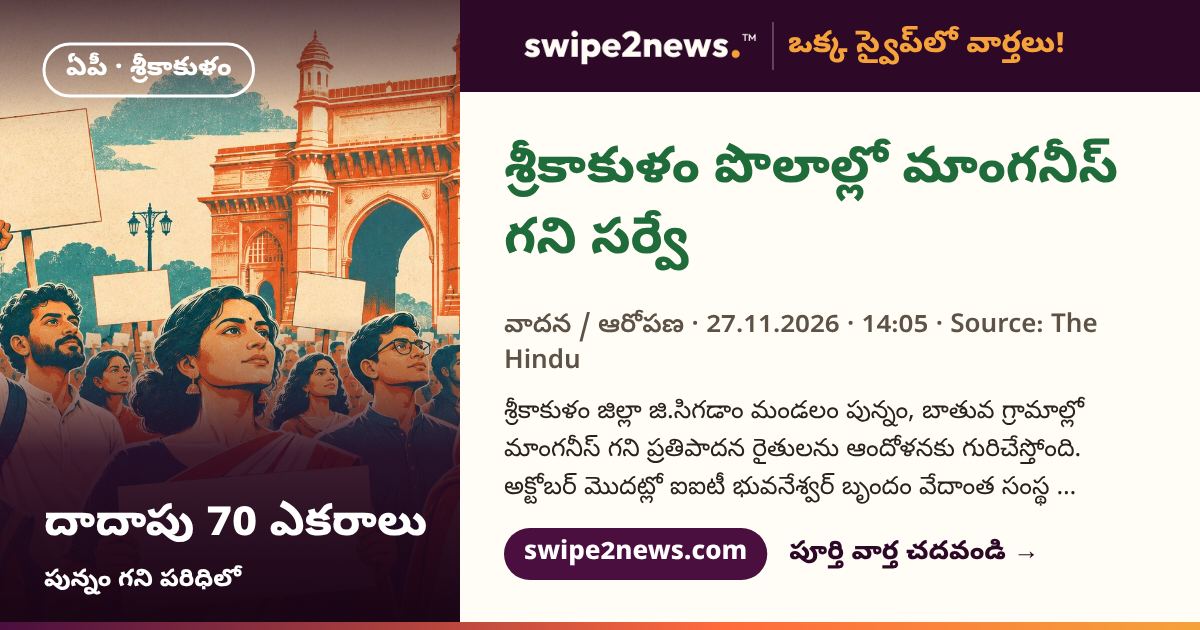 ఏపీ · శ్రీకాకుళం
swipe2news.™ ఒక్క స్వైప్‌లో వార్తలు!
శ్రీకాకుళం పొలాల్లో మాంగనీస్
గని సర్వే
వాదన / ఆరోపణ · 27.11.2026 · 14:05 · Source: The
Hindu
శ్రీకాకుళం జిల్లా జి.సిగడాం మండలం పున్నం, బాతువ గ్రామాల్లో
మాంగనీస్ గని ప్రతిపాదన రైతులను ఆందోళనకు గురిచేస్తోంది.
అక్టోబర్ మొదట్లో ఐఐటీ భువనేశ్వర్ బృందం వేదాంత సంస్థ ...
దాదాపు 70 ఎకరాలు
పున్నం గని పరిధిలో
swipe2news.com పూర్తి వార్త చదవండి →